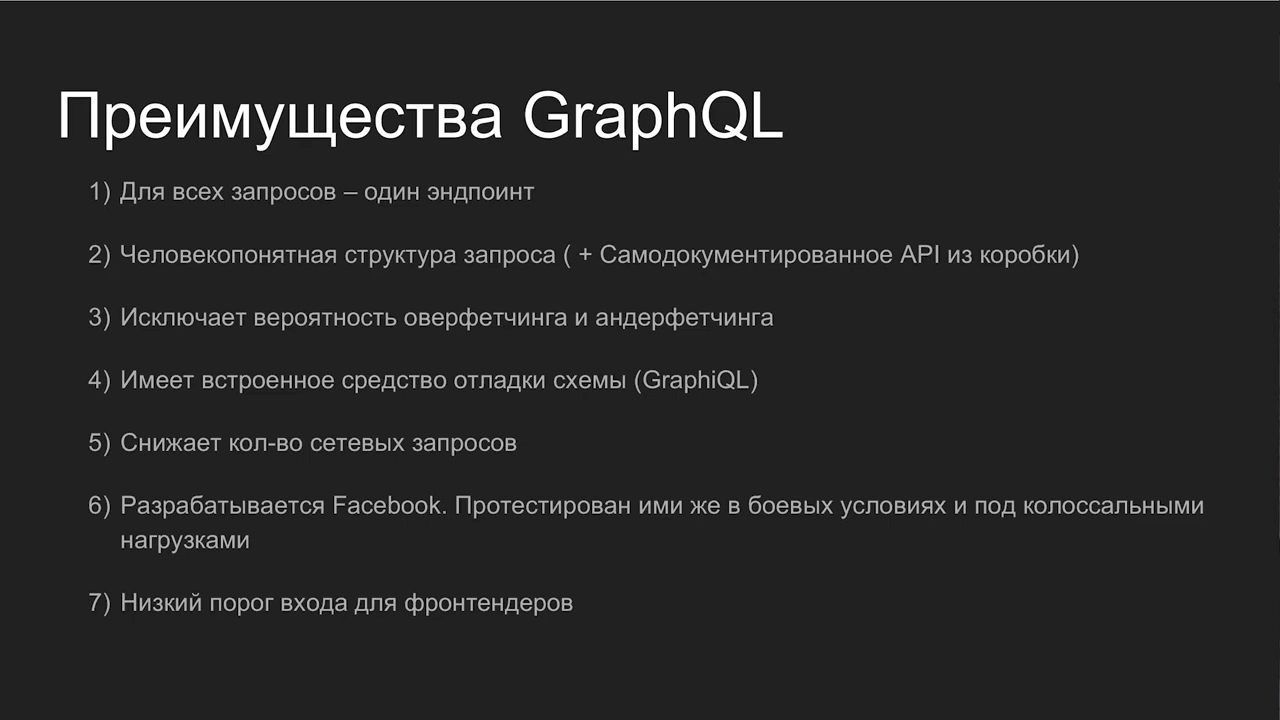 Преимущества GraphQL
1) Для всех запросов – один эндпоинт
2) Человекопонятная структура запроса ( + Самодокументированное API из коробки)
3) Исключает вероятность оверфетчинга и андерфетчинга
4) Имеет встроенное средство отладки схемы (GraphiQL)
5) Снижает кол-во сетевых запросов
6) Разрабатывается Facebook. Протестирован ими же в боевых условиях и под колоссальными
нагрузками
7) Низкий порог входа для фронтендеров